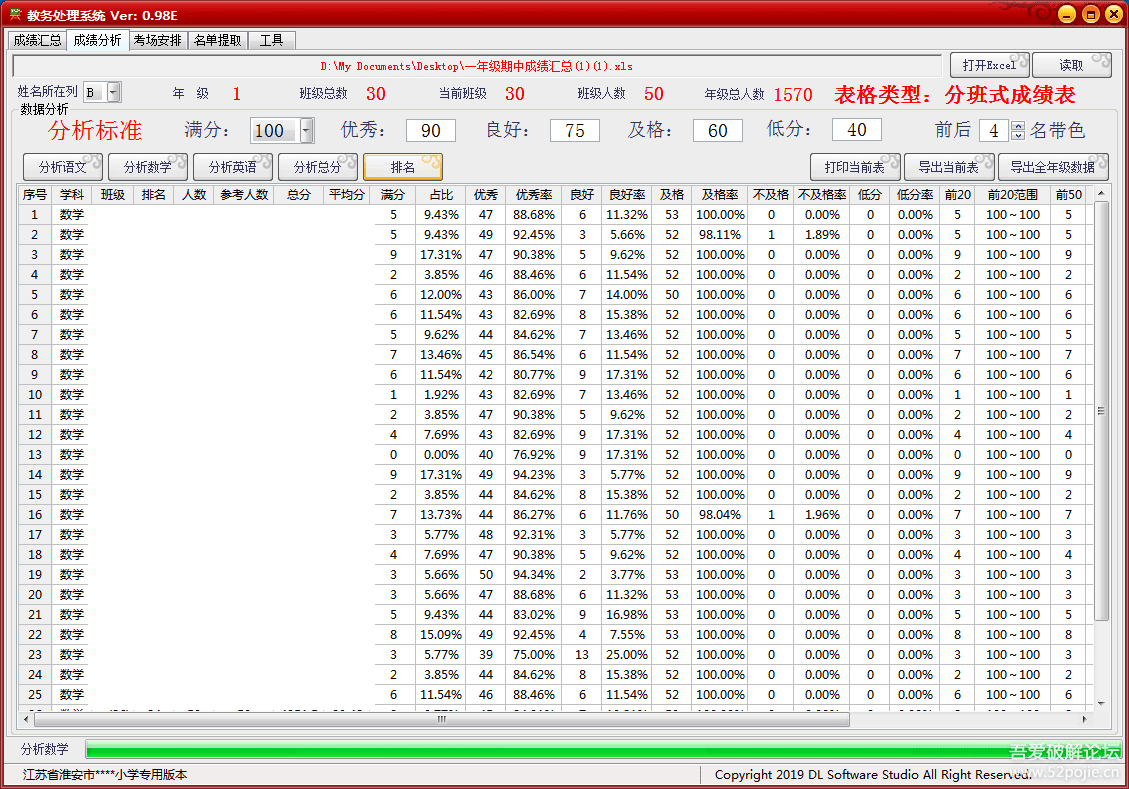 教务处理系统 Ver: 0.98E
成绩汇总 成绩分析 考场安排 名单提取 工具
D:\My Documents\Desktop\一年级期中成绩汇总(1)(1).xls 打开Excel 读取
姓名所在列 B 年 级 1 班级总数 30 当前班级 30 班级人数 50 年级总人数 1570 表格类型：分班式成绩表
数据分析
分析标准 满分： 100 优秀： 90 良好： 75 及格： 60 低分： 40 前后 4 名带色
分析语文 分析数学 分析英语 分析总分 排名 打印当前表 导出当前表 导出全年级数据
序号 学科 班级 排名 人数 参考人数 总分 平均分 满分 占比 优秀 优秀率 良好 良好率 及格 及格率 不及格 不及格率 低分 低分率 前20 前20范围 前50
1 数学 5 9.43% 47 88.68% 6 11.32% 53 100.00% 0 0.00% 0 0.00% 5 100～100 5
2 数学 5 9.43% 49 92.45% 3 5.66% 52 98.11% 1 1.89% 0 0.00% 5 100～100 5
3 数学 9 17.31% 47 90.38% 5 9.62% 52 100.00% 0 0.00% 0 0.00% 9 100～100 9
4 数学 2 3.85% 46 88.46% 6 11.54% 52 100.00% 0 0.00% 0 0.00% 2 100～100 2
5 数学 6 12.00% 43 86.00% 7 14.00% 50 100.00% 0 0.00% 0 0.00% 6 100～100 6
6 数学 6 11.54% 43 82.69% 8 15.38% 52 100.00% 0 0.00% 0 0.00% 6 100～100 6
7 数学 5 9.62% 44 84.62% 7 13.46% 52 100.00% 0 0.00% 0 0.00% 5 100～100 5
8 数学 7 13.46% 45 86.54% 6 11.54% 52 100.00% 0 0.00% 0 0.00% 7 100～100 7
9 数学 6 11.54% 42 80.77% 9 17.31% 52 100.00% 0 0.00% 0 0.00% 6 100～100 6
10 数学 1 1.92% 43 82.69% 7 13.46% 52 100.00% 0 0.00% 0 0.00% 1 100～100 1
11 数学 2 3.85% 47 90.38% 5 9.62% 52 100.00% 0 0.00% 0 0.00% 2 100～100 2
12 数学 4 7.69% 43 82.69% 9 17.31% 52 100.00% 0 0.00% 0 0.00% 4 100～100 4
13 数学 0 0.00% 40 76.92% 9 17.31% 52 100.00% 0 0.00% 0 0.00% 0 100～100 0
14 数学 9 17.31% 49 94.23% 3 5.77% 52 100.00% 0 0.00% 0 0.00% 9 100～100 9
15 数学 2 3.85% 44 84.62% 8 15.38% 52 100.00% 0 0.00% 0 0.00% 2 100～100 2
16 数学 7 13.73% 44 86.27% 6 11.76% 50 98.04% 1 1.96% 0 0.00% 7 100～100 7
17 数学 3 5.77% 48 92.31% 3 5.77% 52 100.00% 0 0.00% 0 0.00% 3 100～100 3
18 数学 4 7.69% 47 90.38% 5 9.62% 52 100.00% 0 0.00% 0 0.00% 4 100～100 4
19 数学 3 5.66% 50 94.34% 2 3.77% 53 100.00% 0 0.00% 0 0.00% 3 100～100 3
20 数学 3 5.66% 47 88.68% 6 11.32% 53 100.00% 0 0.00% 0 0.00% 3 100～100 3
21 数学 5 9.43% 44 83.02% 9 16.98% 53 100.00% 0 0.00% 0 0.00% 5 100～100 5
22 数学 8 15.09% 49 92.45% 4 7.55% 53 100.00% 0 0.00% 0 0.00% 8 100～100 8
23 数学 3 5.77% 39 75.00% 13 25.00% 52 100.00% 0 0.00% 0 0.00% 3 100～100 3
24 数学 2 3.85% 44 84.62% 8 15.38% 52 100.00% 0 0.00% 0 0.00% 2 100～100 2
25 数学 6 11.54% 46 88.46% 6 11.54% 52 100.00% 0 0.00% 0 0.00% 6 100～100 6
分析数学
吾爱破解论坛
江苏省淮安市****小学专用版本 Copyright 2019 DL Software Studio All Right Reserved.
www.52pojie.cn